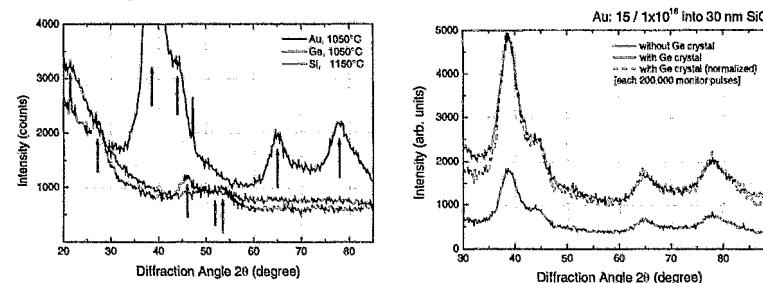 4000
3000
2000
1000
Intensity (counts)
Au, 1050°C
Ge, 1050°C
Si, 1150°C
20 30 40 50 60 70 80
Diffraction Angle 2θ (degree)
Au: 15 / 1x10¹⁶ into 30 nm SiO
5000
4000
3000
2000
1000
0
Intensity (arb. units)
without Ge crystal
with Ge crystal
with Ge crystal (normalized)
[each 200.000 monitor pulses]
30 40 50 60 70 80
Diffraction Angle 2θ (degree)